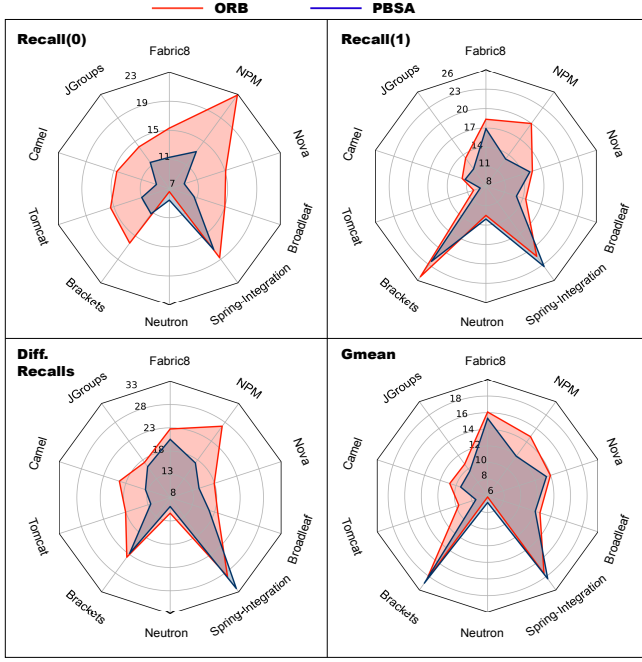 ORB PBSA
Recall(0)
Fabric8
NPM
Nova
Broadleaf
Spring-Integration
Neutron
Brackets
Tomcat
Camel
JGroups
23
19
15
11
7
Recall(1)
Fabric8
NPM
Nova
Broadleaf
Spring-Integration
Neutron
Brackets
Tomcat
Camel
JGroups
26
23
20
17
14
11
8
Diff.
Recalls
Fabric8
NPM
Nova
Broadleaf
Spring-Integration
Neutron
Brackets
Tomcat
Camel
JGroups
33
28
23
18
13
8
Gmean
Fabric8
NPM
Nova
Broadleaf
Spring-Integration
Neutron
Brackets
Tomcat
Camel
JGroups
18
16
14
12
10
8
6